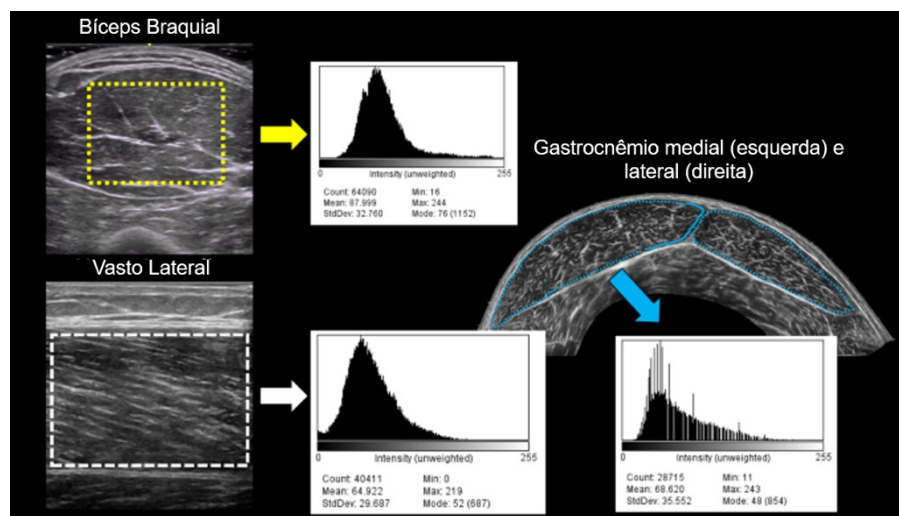 Bíceps Braquial
0
255
Intensity (unweighted)
Count: 64090 Min: 16
Mean: 87.999 Max: 244
StdDev: 32.760 Mode: 76 (1152)
Gastrocnêmio medial (esquerda) e
lateral (direita)
Vasto Lateral
0
255
Intensity (unweighted)
Count: 40411 Min: 0
Mean: 64.922 Max: 219
StdDev: 29.687 Mode: 52 (687)
0
255
Intensity (unweighted)
Count: 28715 Min: 11
Mean: 68.620 Max: 243
StdDev: 35.552 Mode: 48 (854)